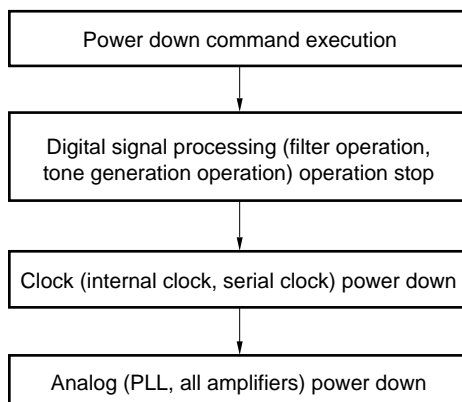 Power down command execution
Digital signal processing (filter operation,
tone generation operation) operation stop
Clock (internal clock, serial clock) power down
Analog (PLL, all amplifiers) power down